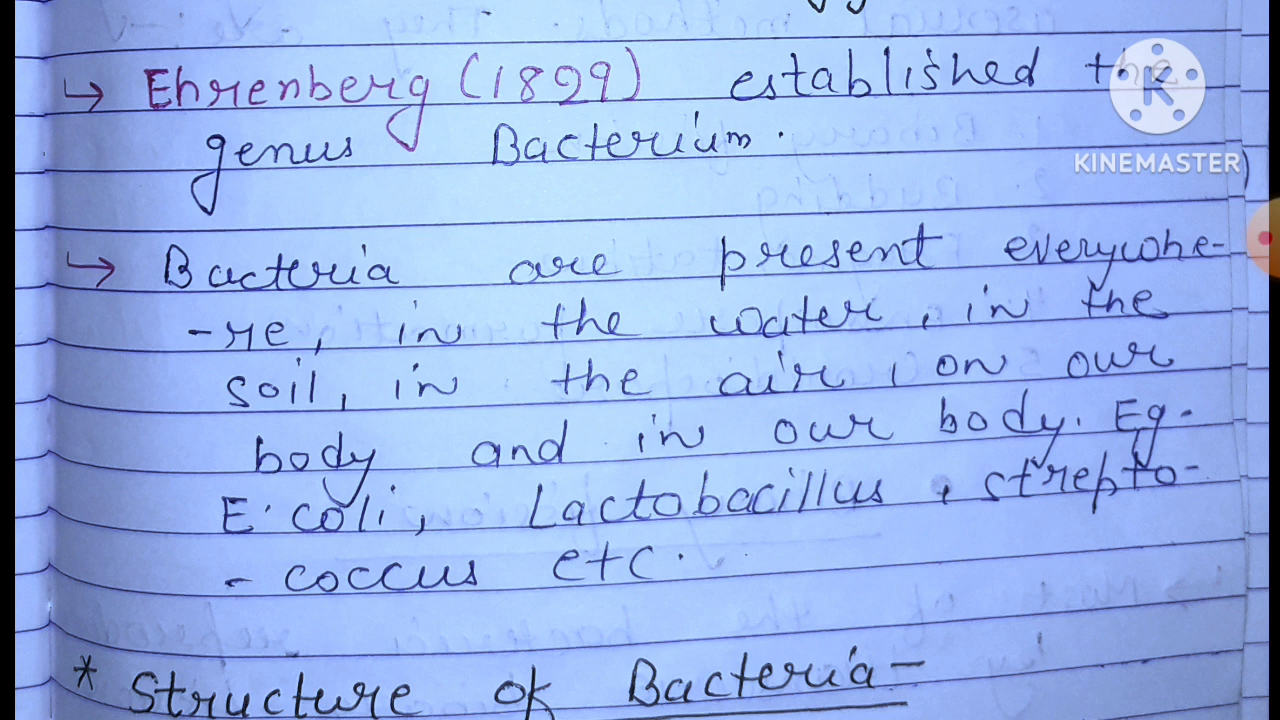 ↳ Ehrenberg (1829) established the
genus Bacterium.
KINEMASTER
↳ Bacteria are present everywhe-
-re, in the water, in the
soil, in the air, on our
body and in our body. Eg.
E. coli, Lactobacillus, strepto-
- coccus etc.
* Structure of Bacteria-